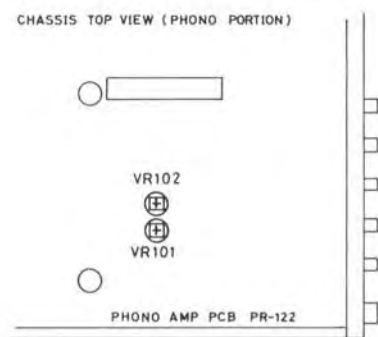 CHASSIS TOP VIEW (PHONO PORTION)
VR102
VR101
PHONO AMP PCB PR-122